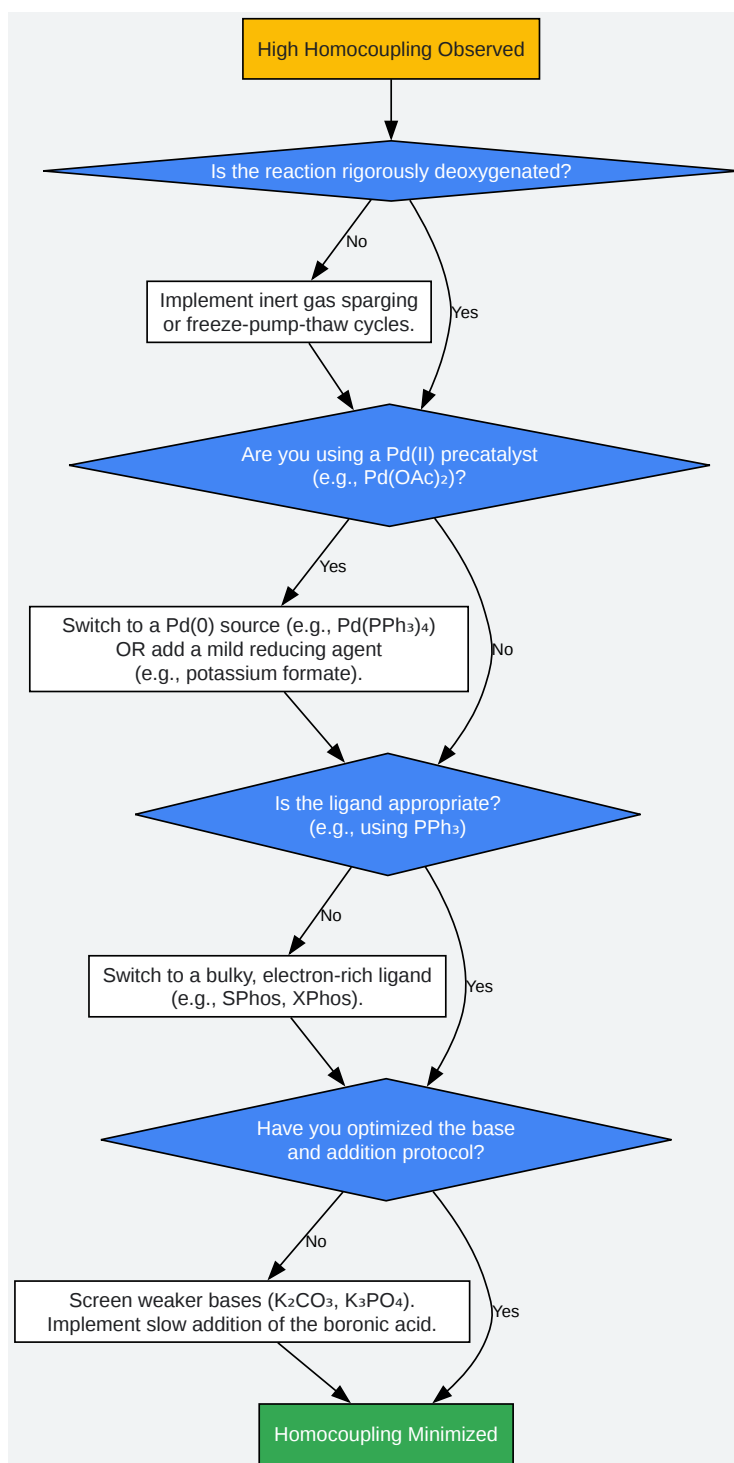 High Homocoupling Observed
Is the reaction rigorously deoxygenated?
No
Implement inert gas sparging
or freeze-pump-thaw cycles.
Yes
Are you using a Pd(II) precatalyst
(e.g., Pd(OAc)₂)?
Yes
Switch to a Pd(0) source (e.g., Pd(PPh₃)₄)
OR add a mild reducing agent
(e.g., potassium formate).
No
Is the ligand appropriate?
(e.g., using PPh₃)
No
Switch to a bulky, electron-rich ligand
(e.g., SPhos, XPhos).
Yes
Have you optimized the base
and addition protocol?
No
Screen weaker bases (K₂CO₃, K₃PO₄).
Implement slow addition of the boronic acid.
Yes
Homocoupling Minimized